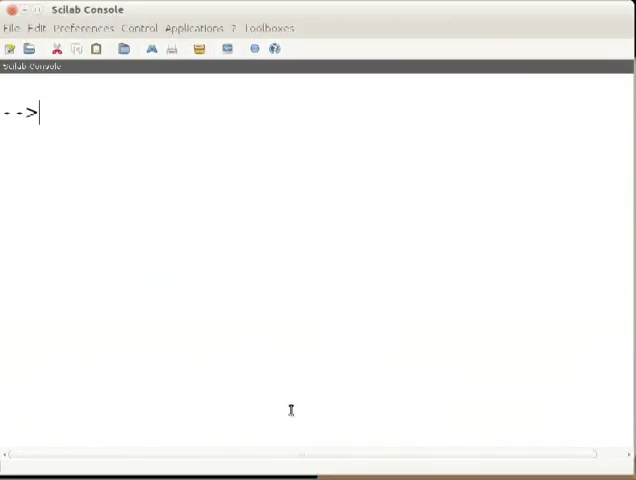 Scilab Console
File Edit Preferences Control Applications ? Toolboxes
Scilab Console
-->